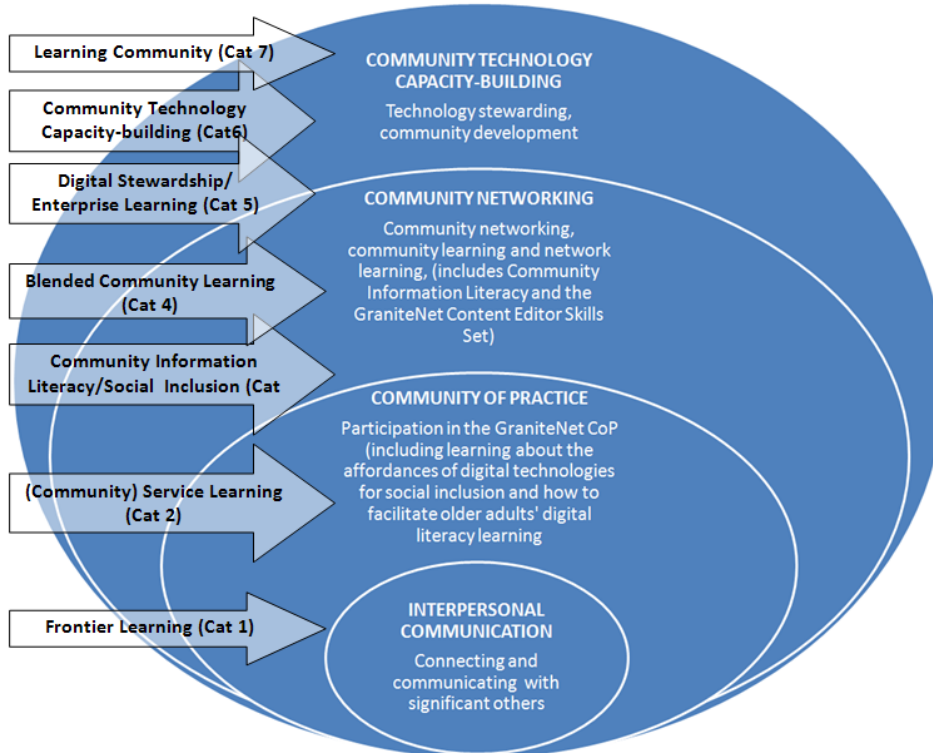 Learning Community (Cat 7)
Community Technology
Capacity-building (Cat6)
Digital Stewardship/
Enterprise Learning (Cat 5)
Blended Community Learning
(Cat 4)
Community Information
Literacy/Social Inclusion (Cat
(Community) Service Learning
(Cat 2)
Frontier Learning (Cat 1)
COMMUNITY TECHNOLOGY
CAPACITY-BUILDING
Technology stewarding,
community development
COMMUNITY NETWORKING
Community networking,
community learning and network
learning, (includes Community
Information Literacy and the
GraniteNet Content Editor Skills
Set)
COMMUNITY OF PRACTICE
Participation in the GraniteNet CoP
(including learning about the
affordances of digital technologies
for social inclusion and how to
facilitate older adults' digital
literacy learning
INTERPERSONAL
COMMUNICATION
Connecting and
communicating with
significant others